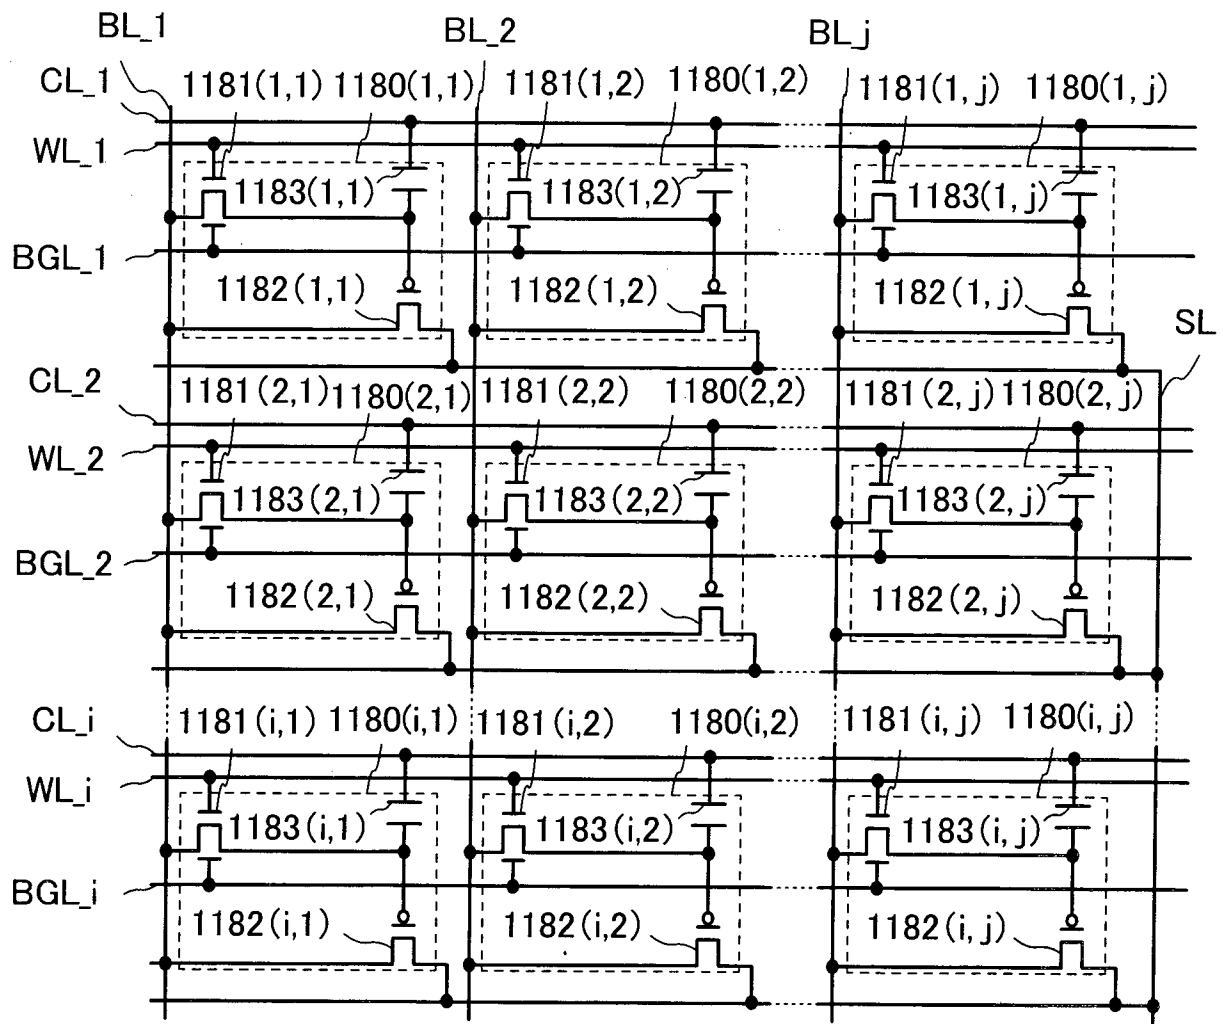 BL_1 BL_2 BL_j
CL_1 1181(1,1) 1180(1,1) 1181(1,2) 1180(1,2) 1181(1,j) 1180(1,j)
WL_1
1183(1,1) 1183(1,2) 1183(1,j)
BGL_1
1182(1,1) 1182(1,2) 1182(1,j)
SL
CL_2 1181(2,1) 1180(2,1) 1181(2,2) 1180(2,2) 1181(2,j) 1180(2,j)
WL_2
1183(2,1) 1183(2,2) 1183(2,j)
BGL_2
1182(2,1) 1182(2,2) 1182(2,j)
CL_i 1181(i,1) 1180(i,1) 1181(i,2) 1180(i,2) 1181(i,j) 1180(i,j)
WL_i
1183(i,1) 1183(i,2) 1183(i,j)
BGL_i
1182(i,1) 1182(i,2) 1182(i,j)